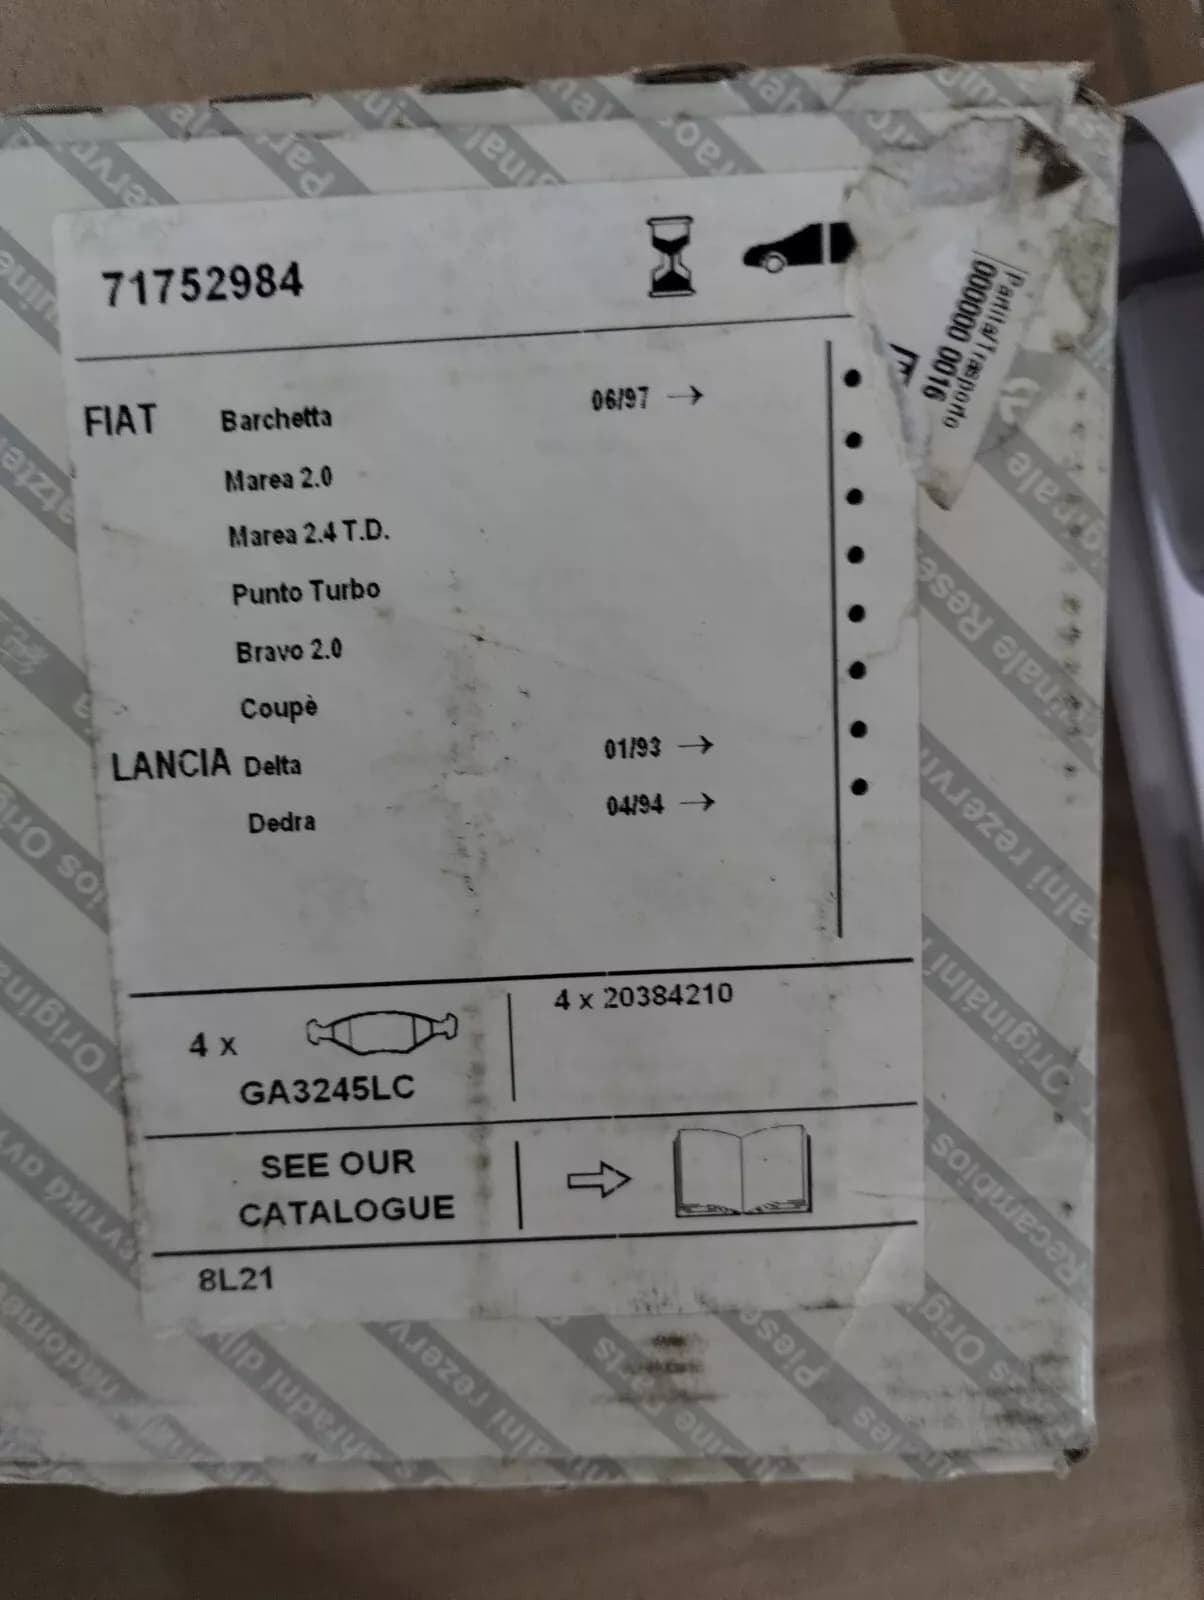 71752984
FIAT Barchetta 06/97 →
Marea 2.0
Marea 2.4 T.D.
Punto Turbo
Bravo 2.0
Coupè
LANCIA Delta 01/93 →
Dedra 04/94 →
4 x
GA3245LC
4 x 20384210
SEE OUR
CATALOGUE
8L21
Partita/Trasporto
000000 0016
Recambios